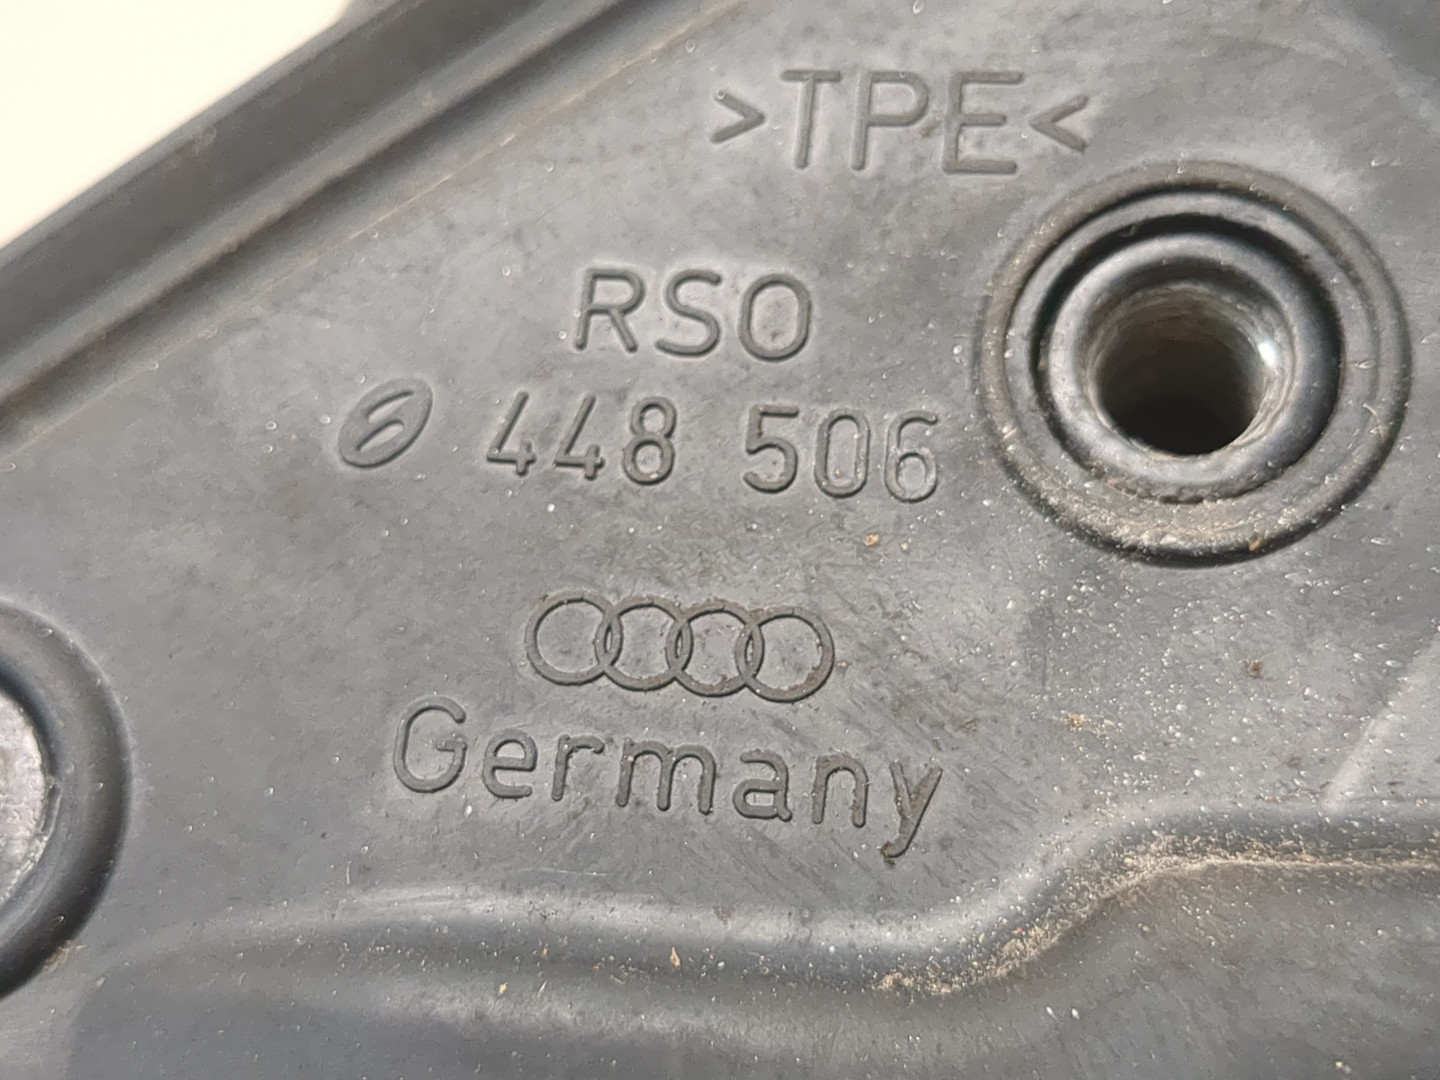 >TPE<
RSO
448 506
Germany